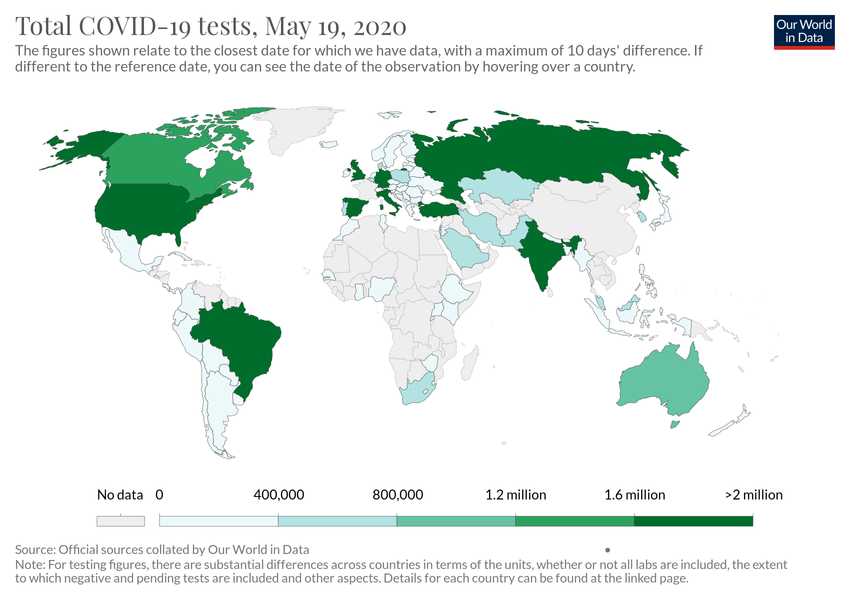 Total COVID-19 tests, May 19, 2020
Our World
in Data
The figures shown relate to the closest date for which we have data, with a maximum of 10 days' difference. If
different to the reference date, you can see the date of the observation by hovering over a country.
No data 0 400,000 800,000 1.2 million 1.6 million >2 million
Source: Official sources collated by Our World in Data
Note: For testing figures, there are substantial differences across countries in terms of the units, whether or not all labs are included, the extent
to which negative and pending tests are included and other aspects. Details for each country can be found at the linked page.